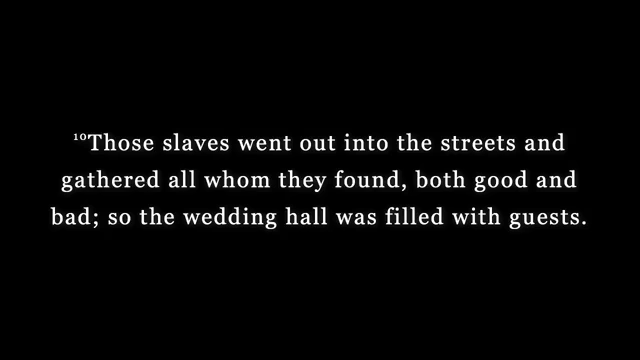 ¹⁰Those slaves went out into the streets and
gathered all whom they found, both good and
bad; so the wedding hall was filled with guests.